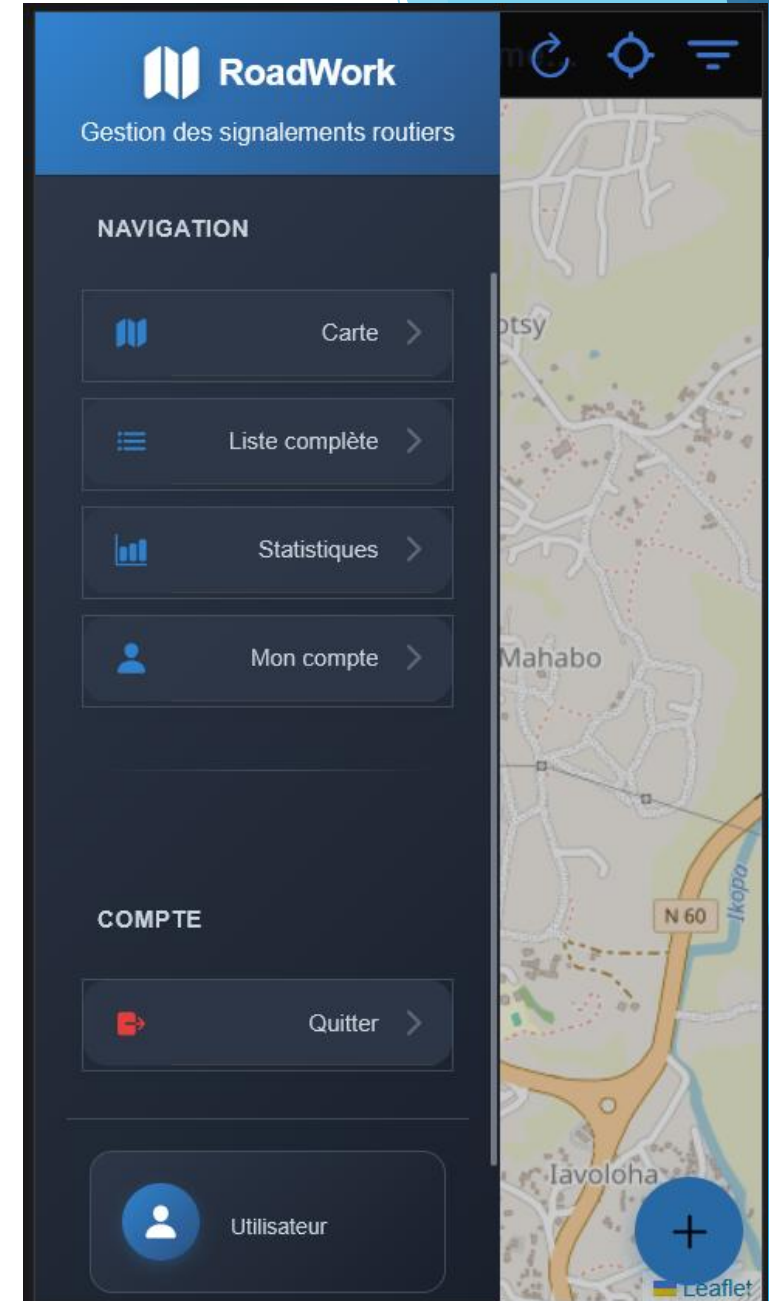 RoadWork
Gestion des signalements routiers
NAVIGATION
Carte
Liste complète
Statistiques
Mon compte
COMPTE
Quitter
Utilisateur
Mahabo
N 60
Ikopa
Iavoloha
Leaflet